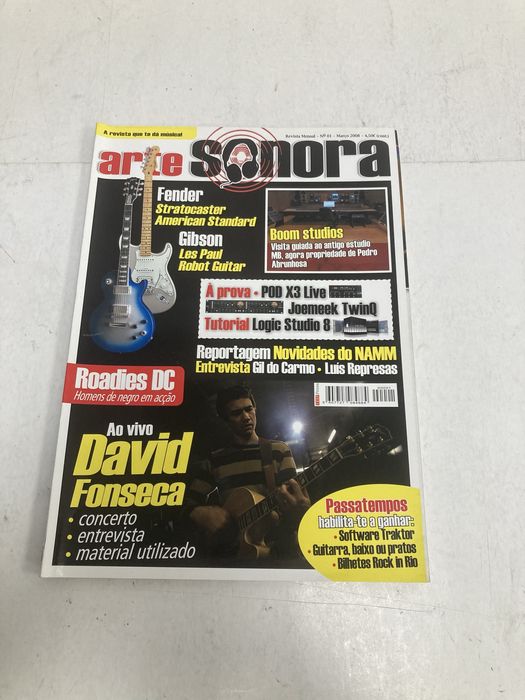 A revista que te dá música!
Revista Mensal - Nº 01 - Março 2008 - 4,50€ (cont.)
arte sonora
Fender
Stratocaster
American Standard
Gibson
Les Paul
Robot Guitar
Boom studios
Visita guiada ao antigo estudio
MB, agora propriedade de Pedro
Abrunhosa
À prova • POD X3 Live
Joemeek TwinQ
Tutorial Logic Studio 8
Reportagem Novidades do NAMM
Entrevista Gil do Carmo • Luis Represas
Roadies DC
Homens de negro em acção
Ao vivo
David
Fonseca
• concerto
• entrevista
• material utilizado
Passatempos
habilita-te a ganhar:
• Software Traktor
• Guitarra, baixo ou pratos
• Bilhetes Rock in Rio